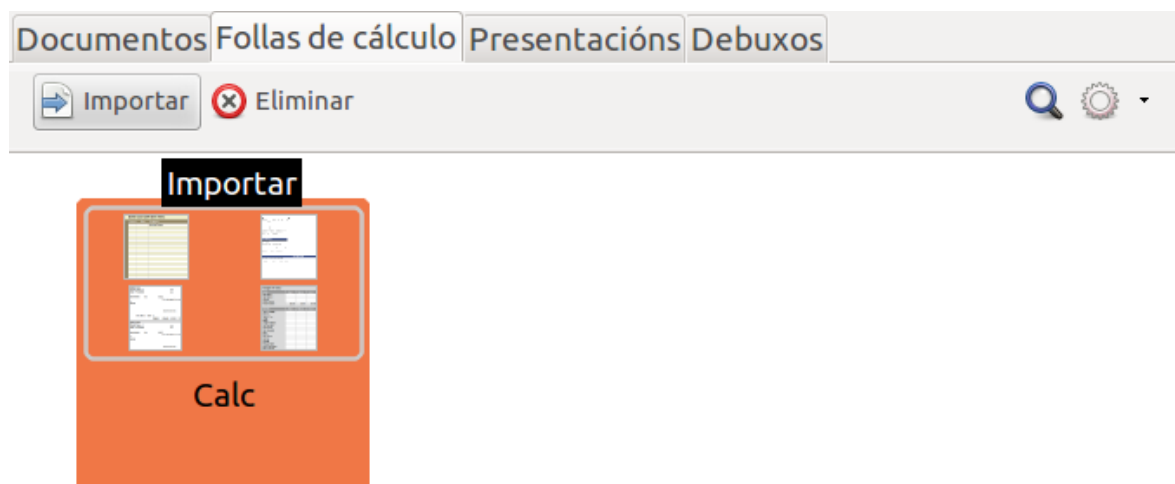 Documentos Follas de cálculo Presentacións Debuxos
Importar Eliminar
Importar
Calc